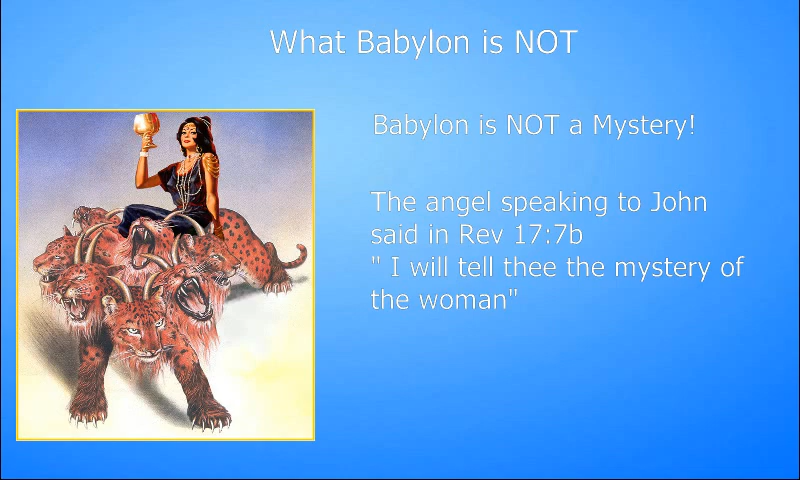 What Babylon is NOT
Babylon is NOT a Mystery!
The angel speaking to John
said in Rev 17:7b
" I will tell thee the mystery of
the woman"